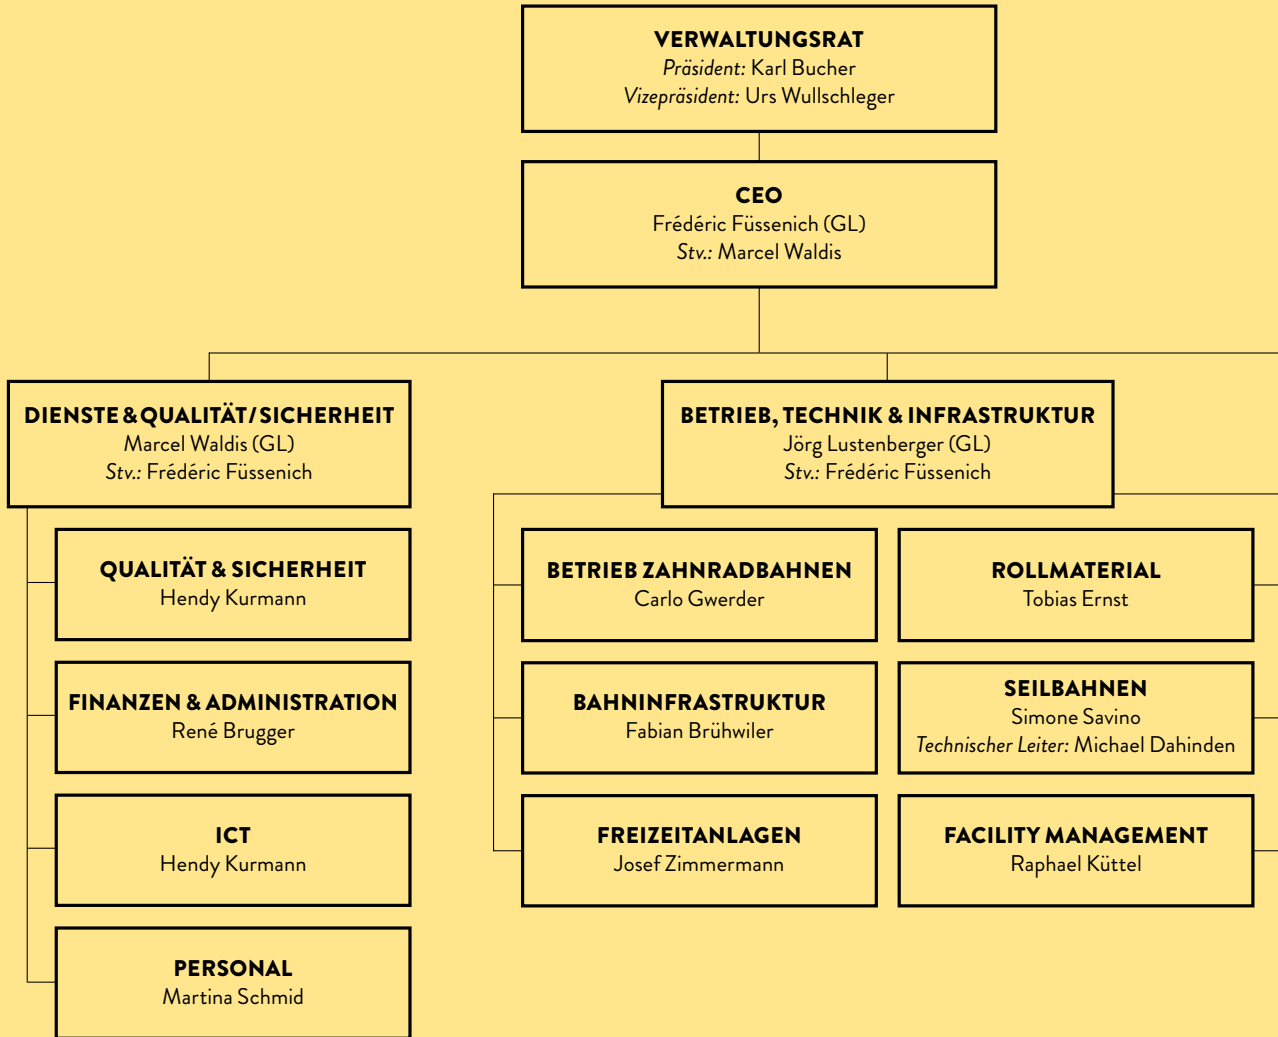 VERWALTUNGSRAT
Präsident: Karl Bucher
Vizepräsident: Urs Wullschleger
CEO
Frédéric Füssenich (GL)
Stv.: Marcel Waldis
DIENSTE & QUALITÄT/SICHERHEIT
Marcel Waldis (GL)
Stv.: Frédéric Füssenich
QUALITÄT & SICHERHEIT
Hendy Kurmann
FINANZEN & ADMINISTRATION
René Brugger
ICT
Hendy Kurmann
PERSONAL
Martina Schmid
BETRIEB, TECHNIK & INFRASTRUKTUR
Jörg Lustenberger (GL)
Stv.: Frédéric Füssenich
BETRIEB ZAHNRADBAHNEN
Carlo Gwerder
BAHNINFRASTRUKTUR
Fabian Brühwiler
FREIZEITANLAGEN
Josef Zimmermann
ROLLMATERIAL
Tobias Ernst
SEILBAHNEN
Simone Savino
Technischer Leiter: Michael Dahinden
FACILITY MANAGEMENT
Raphael Küttel